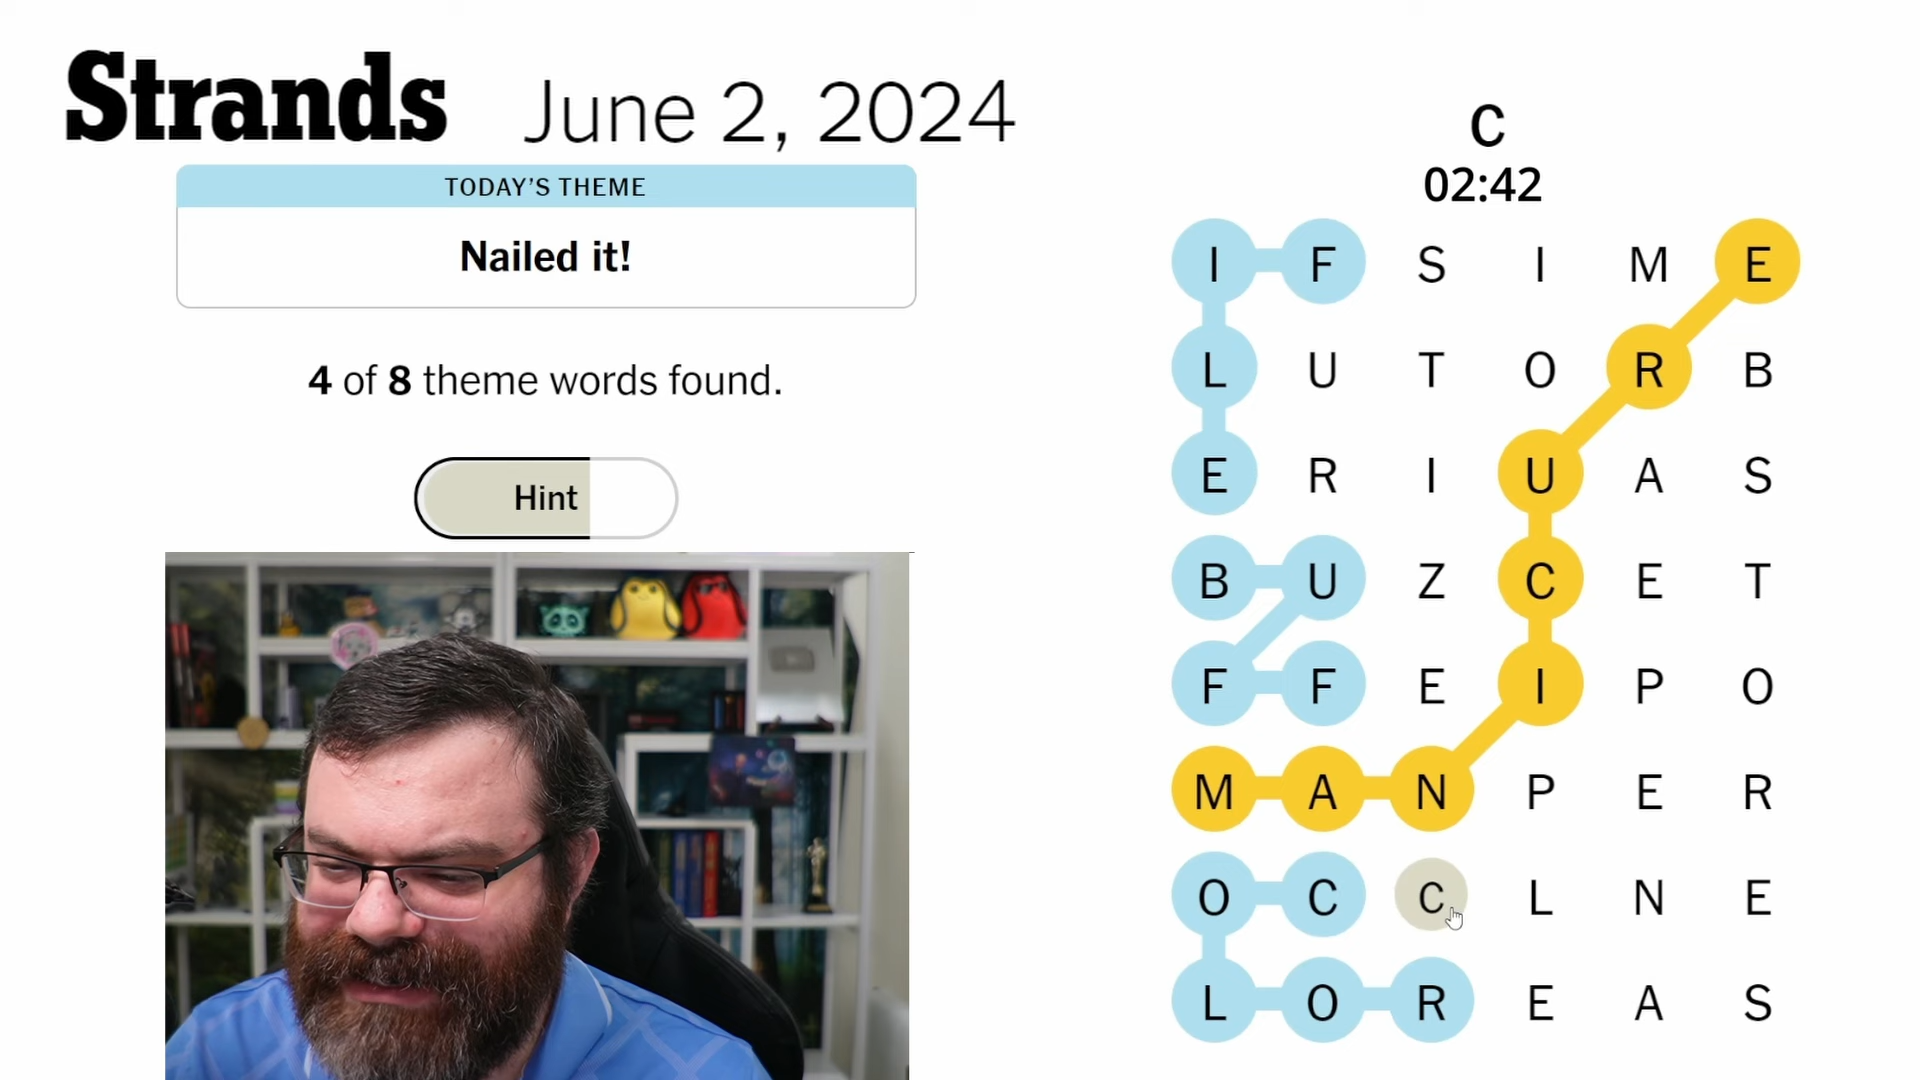 Strands June 2, 2024
TODAY'S THEME
Nailed it!
4 of 8 theme words found.
Hint
C
02:42
I F S I M E
L U T O R B
E R I U A S
B U Z C E T
F F E I P O
M A N P E R
O C C L N E
L O R E A S